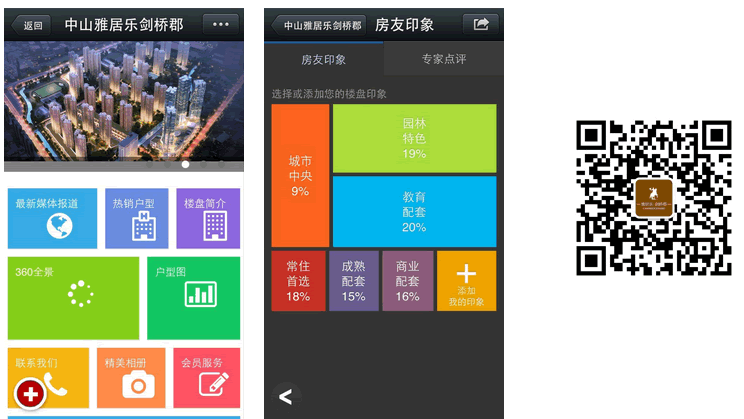 返回
中山雅居乐剑桥郡
最新媒体报道
热销户型
楼盘简介
360全景
户型图
联系我们
精美相册
会员服务
中山雅居乐剑桥郡
房友印象
房友印象
专家点评
选择或添加您的楼盘印象
城市
中央
9%
园林
特色
19%
教育
配套
20%
常住
首选
18%
成熟
配套
15%
商业
配套
16%
添加
我的印象